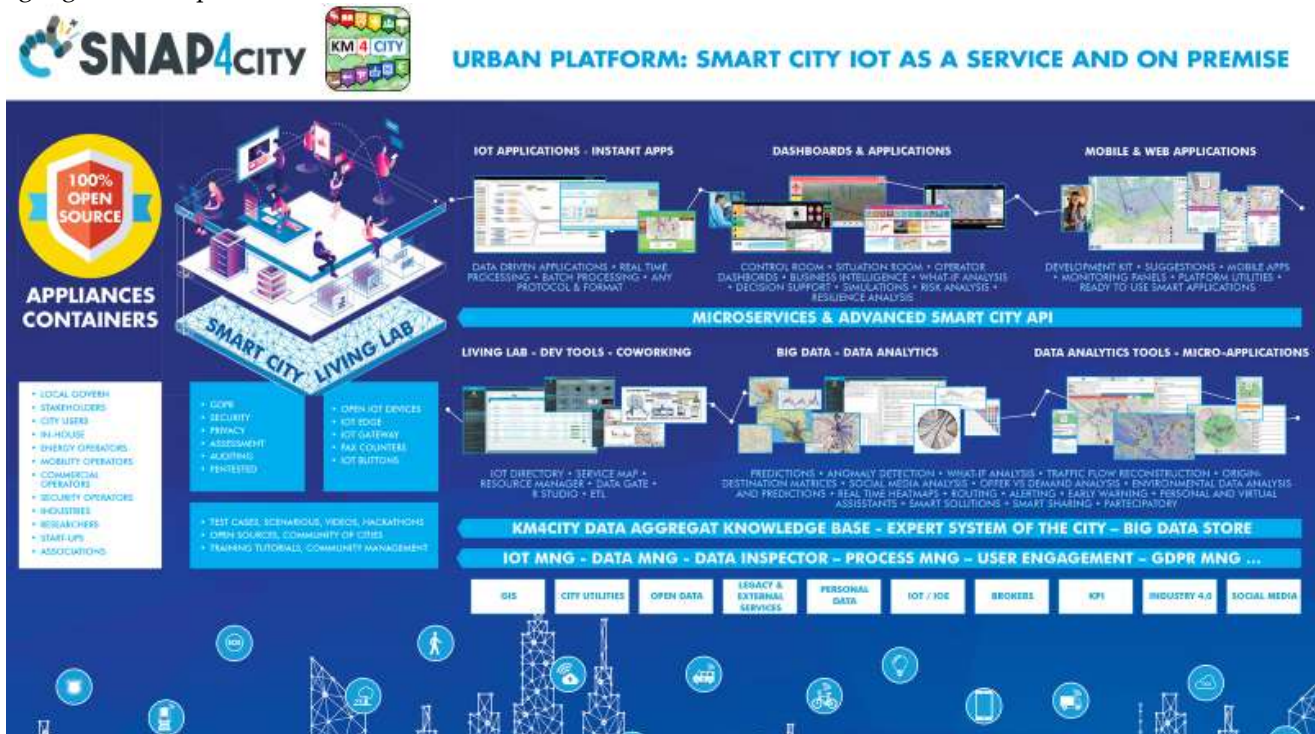 SNAP4CITY
KM 4 CITY
URBAN PLATFORM: SMART CITY IOT AS A SERVICE AND ON PREMISE
100%
OPEN
SOURCE
APPLIANCES
CONTAINERS
SMART CITY LIVING LAB
• LOCAL GOVERN
• STAKEHOLDERS
• CITY USERS
• IN-HOUSE
• ENERGY OPERATORS
• MOBILITY OPERATORS
• COMMERCIAL
OPERATORS
• SECURITY OPERATORS
• INDUSTRIES
• RESEARCHERS
• START-UPS
• ASSOCIATIONS
• GDPR
• SECURITY
• PRIVACY
• ASSESSMENT
• AUDITING
• PENTESTED
• OPEN IOT DEVICES
• IOT EDGE
• IOT GATEWAY
• PAX COUNTERS
• IOT BUTTONS
• TEST CASES, SCENARIOUS, VIDEOS, HACKATHONS
• OPEN SOURCES, COMMUNITY OF CITIES
• TRAINING TUTORIALS, COMMUNITY MANAGEMENT
IOT APPLICATIONS - INSTANT APPS
DATA DRIVEN APPLICATIONS • REAL TIME
PROCESSING • BATCH PROCESSING • ANY
PROTOCOL & FORMAT
DASHBOARDS & APPLICATIONS
CONTROL ROOM • SITUATION ROOM • OPERATOR
DASHBORDS • BUSINESS INTELLIGENCE • WHAT-IF ANALYSIS
• DECISION SUPPORT • SIMULATIONS • RISK ANALYSIS •
RESILIENCE ANALYSIS
MOBILE & WEB APPLICATIONS
DEVELOPMENT KIT • SUGGESTIONS • MOBILE APPS
• MONITORING PANELS • PLATFORM UTILITIES •
READY TO USE SMART APPLICATIONS
MICROSERVICES & ADVANCED SMART CITY API
LIVING LAB - DEV TOOLS - COWORKING
IOT DIRECTORY • SERVICE MAP •
RESOURCE MANAGER • DATA GATE •
R STUDIO • ETL
BIG DATA - DATA ANALYTICS
DATA ANALYTICS TOOLS - MICRO-APPLICATIONS
PREDICTIONS • ANOMALY DETECTION • WHAT-IF ANALYSIS • TRAFFIC FLOW RECONSTRUCTION • ORIGIN-
DESTINATION MATRICES • SOCIAL MEDIA ANALYSIS • OFFER VS DEMAND ANALYSIS • ENVIRONMENTAL DATA ANALYSIS
AND PREDICTIONS • REAL TIME HEATMAPS • ROUTING • ALERTING • EARLY WARNING • PERSONAL AND VIRTUAL
ASSISTANTS • SMART SOLUTIONS • SMART SHARING • PARTECIPATORY
KM4CITY DATA AGGREGAT KNOWLEDGE BASE - EXPERT SYSTEM OF THE CITY – BIG DATA STORE
IOT MNG - DATA MNG - DATA INSPECTOR – PROCESS MNG – USER ENGAGEMENT – GDPR MNG ...
GIS
CITY UTILITIES
OPEN DATA
LEGACY &
EXTERNAL
SERVICES
PERSONAL
DATA
IOT / IOE
BROKERS
KPI
INDUSTRY 4.0
SOCIAL MEDIA
SOS